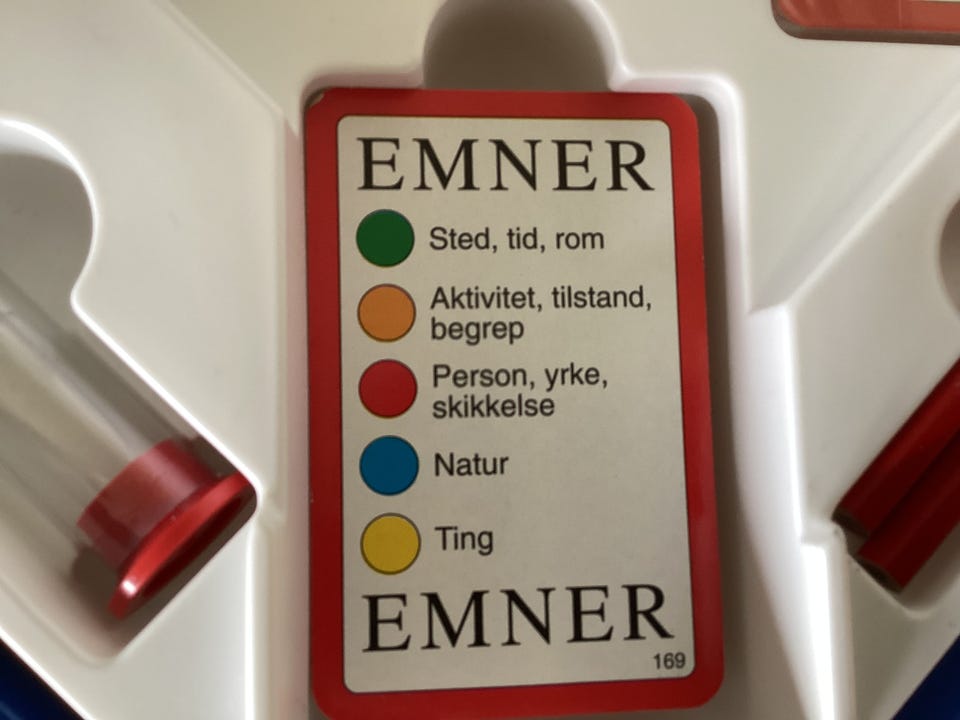 EMNER
Sted, tid, rom
Aktivitet, tilstand,
begrep
Person, yrke,
skikkelse
Natur
Ting
EMNER
169